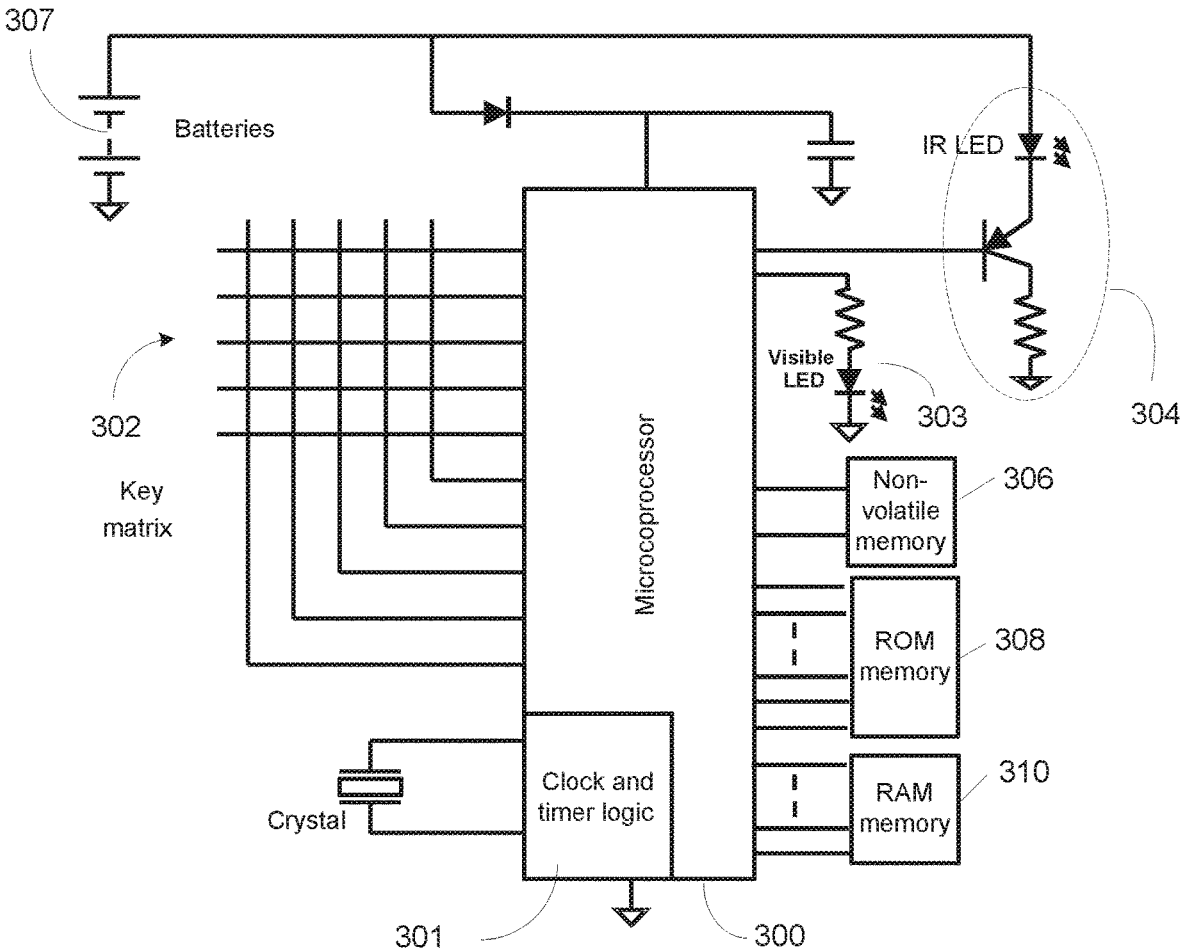 307
Batteries
IR LED
302
Key
matrix
Visible
LED
303
304
Microcoprocessor
Non-
volatile
memory
306
ROM
memory
308
Crystal
Clock and
timer logic
RAM
memory
310
301
300